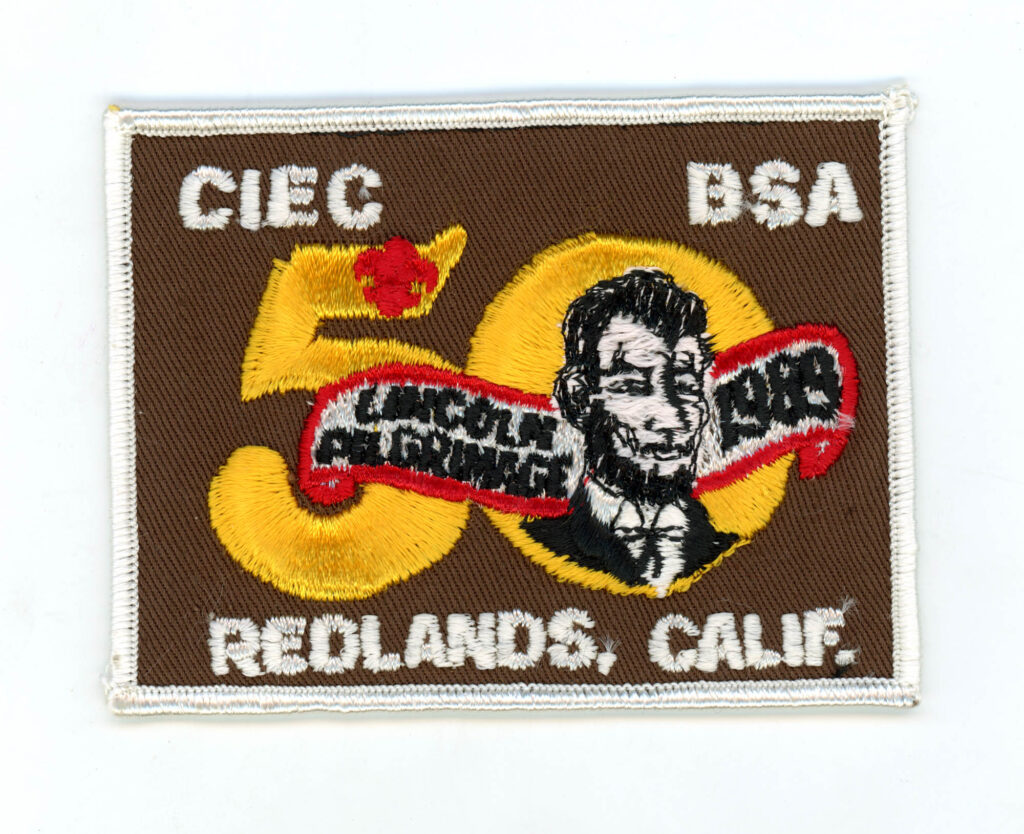 CIEC BSA
50
LINCOLN
PILGRIMAGE
1989
REDLANDS, CALIF.